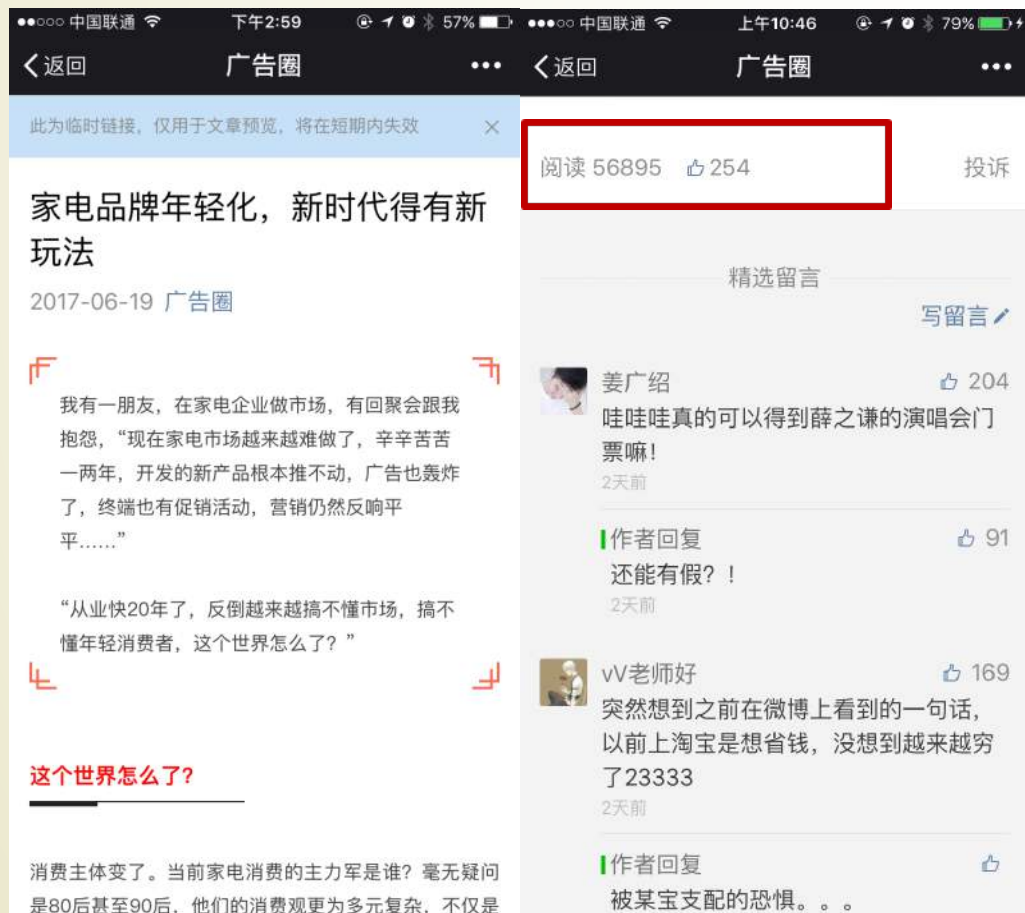 中国联通 下午2:59 57%
返回 广告圈
此为临时链接，仅用于文章预览，将在短期内失效
家电品牌年轻化，新时代得有新
玩法
2017-06-19 广告圈
我有一朋友，在家电企业做市场，有回聚会跟我
抱怨，“现在家电市场越来越难做了，辛辛苦苦
一两年，开发的新产品根本推不动，广告也轰炸
了，终端也有促销活动，营销仍然反响平
平……”
“从业快20年了，反倒越来越搞不懂市场，搞不
懂年轻消费者，这个世界怎么了？”
这个世界怎么了?
消费主体变了。当前家电消费的主力军是谁？毫无疑问
是80后甚至90后，他们的消费观更为多元复杂，不仅是
中国联通 上午10:46 79%
返回 广告圈
阅读 56895 254 投诉
精选留言
写留言
姜广绍 204
哇哇哇真的可以得到薛之谦的演唱会门
票嘛！
2天前
作者回复 91
还能有假？！
2天前
vV老师好 169
突然想到之前在微博上看到的一句话，
以前上淘宝是想省钱，没想到越来越穷
了23333
2天前
作者回复
被某宝支配的恐惧。。。